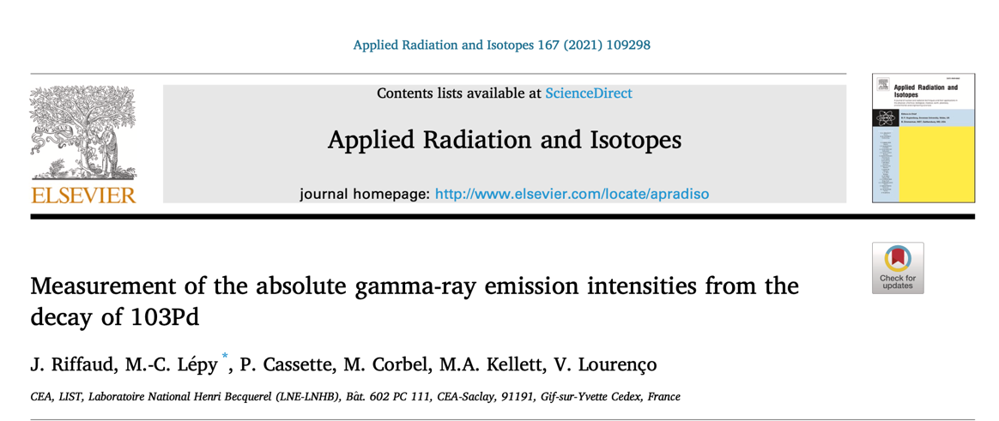 Applied Radiation and Isotopes 167 (2021) 109298
Contents lists available at ScienceDirect
Applied Radiation and Isotopes
journal homepage: http://www.elsevier.com/locate/apradiso
ELSEVIER
Applied Radiation and
Isotopes
Check for
updates
Measurement of the absolute gamma-ray emission intensities from the
decay of 103Pd
J. Riffaud, M.-C. Lépy *, P. Cassette, M. Corbel, M.A. Kellett, V. Lourenço
CEA, LIST, Laboratoire National Henri Becquerel (LNE-LNHB), Bât. 602 PC 111, CEA-Saclay, 91191, Gif-sur-Yvette Cedex, France